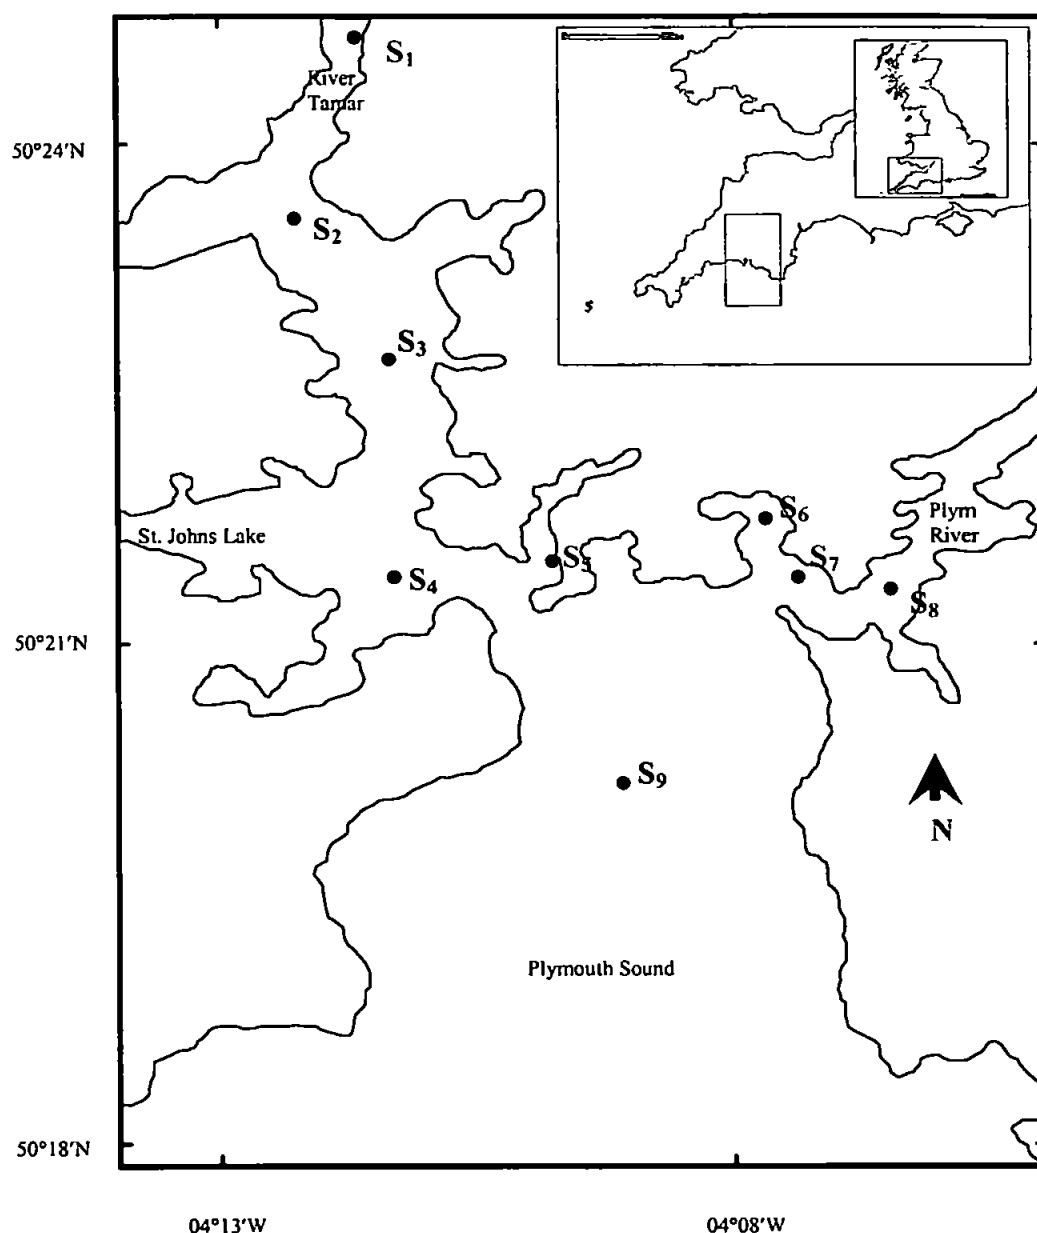 S1
River
Tamar
50°24'N
S2
S3
St. Johns Lake
S4
S5
S6
S7
Plym
River
S8
50°21'N
S9
N
Plymouth Sound
50°18'N
04°13'W
04°08'W